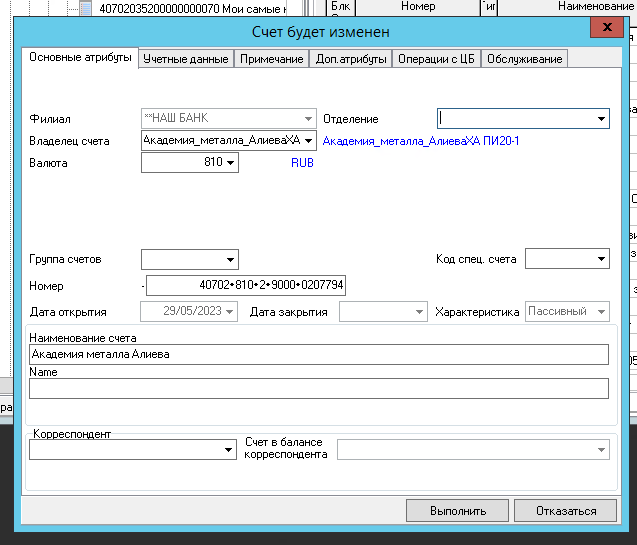 40702035200000000070 Мои самые н
Блк
Номер
Наименование
Счет будет изменен
Основные атрибуты Учетные данные Примечание Доп.атрибуты Операции с ЦБ Обслуживание
Филиал **НАШ БАНК Отделение
Владелец счета Академия_металла_АлиеваХА Академия_металла_АлиеваХА ПИ20-1
Валюта 810 RUB
Группа счетов Код спец. счета
Номер - 40702•810•2•9000•0207794
Дата открытия 29/05/2023 Дата закрытия Характеристика Пассивный
Наименование счета
Академия металла Алиева
Name
Корреспондент Счет в балансе
корреспондента
Выполнить Отказаться